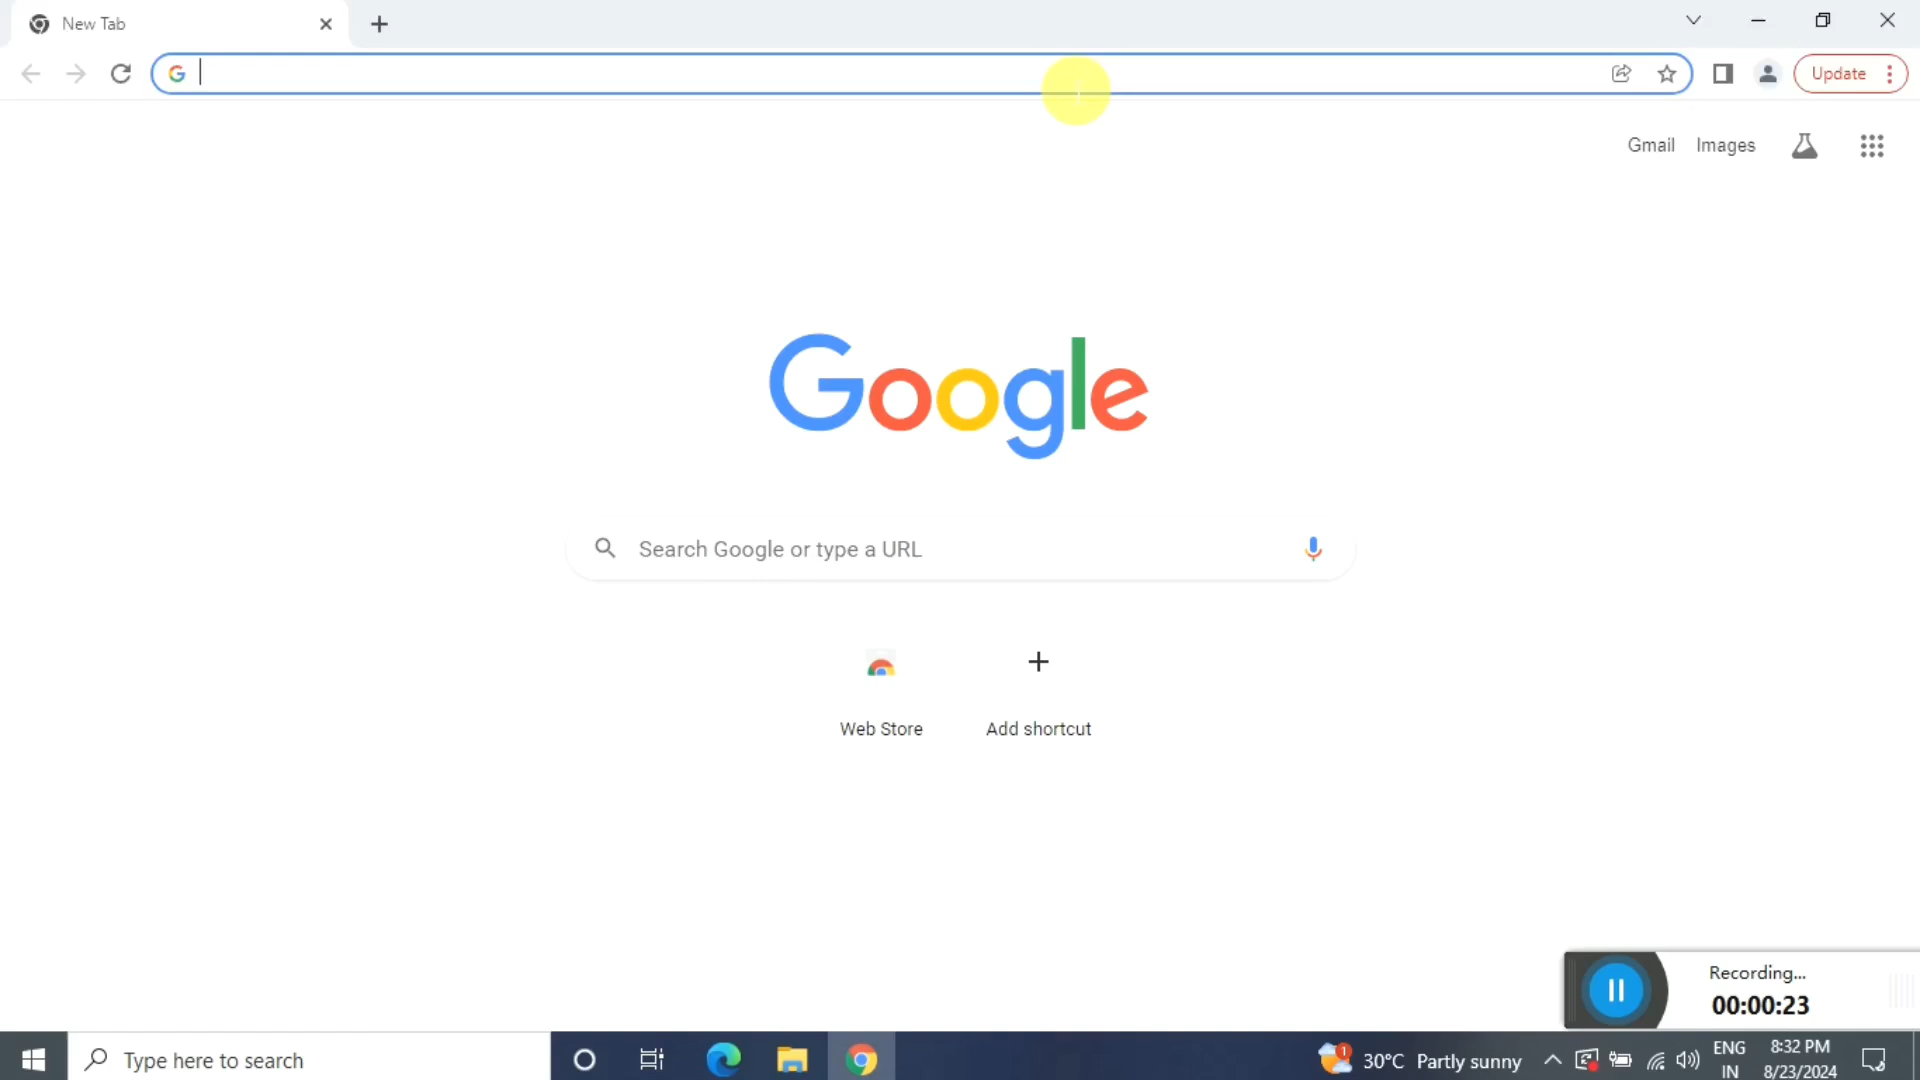 New Tab
Update
Gmail Images
Google
Search Google or type a URL
Web Store
Add shortcut
Recording...
00:00:23
Type here to search
1
30°C Partly sunny
ENG
IN
8:32 PM
8/23/2024